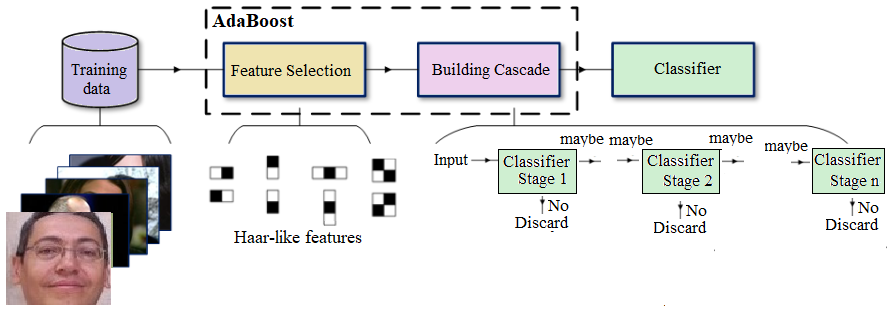 AdaBoost
Training
data
Feature Selection
Building Cascade
Classifier
Input
Classifier
Stage 1
maybe
maybe
Classifier
Stage 2
maybe
maybe
Classifier
Stage n
No
Discard
No
Discard
No
Discard
Haar-like features